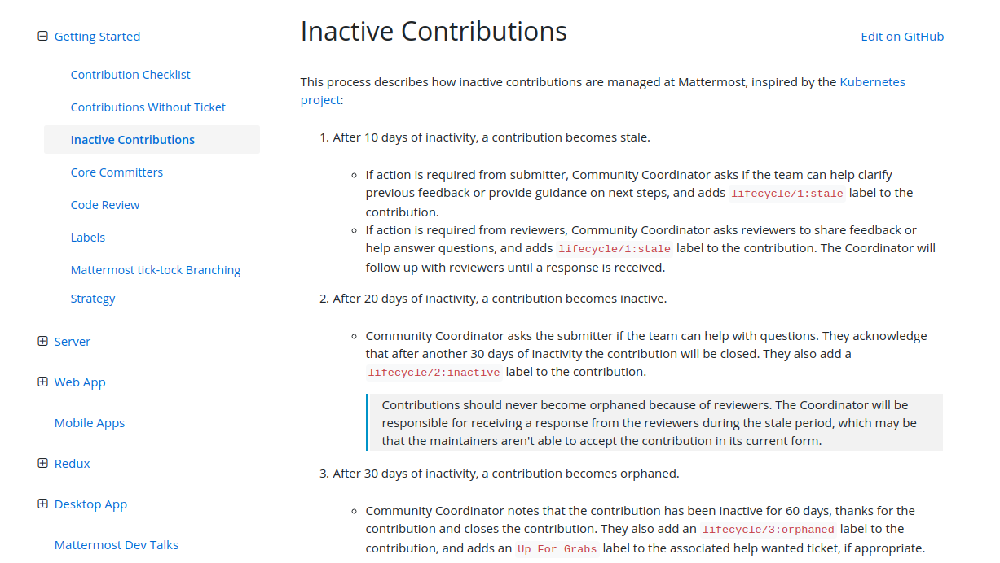 Getting Started
Contribution Checklist
Contributions Without Ticket
Inactive Contributions
Core Committers
Code Review
Labels
Mattermost tick-tock Branching
Strategy
Server
Web App
Mobile Apps
Redux
Desktop App
Mattermost Dev Talks
Inactive Contributions
Edit on GitHub
This process describes how inactive contributions are managed at Mattermost, inspired by the Kubernetes
project:
1. After 10 days of inactivity, a contribution becomes stale.
If action is required from submitter, Community Coordinator asks if the team can help clarify
previous feedback or provide guidance on next steps, and adds lifecycle/1:stale label to the
contribution.
If action is required from reviewers, Community Coordinator asks reviewers to share feedback or
help answer questions, and adds lifecycle/1:stale label to the contribution. The Coordinator will
follow up with reviewers until a response is received.
2. After 20 days of inactivity, a contribution becomes inactive.
Community Coordinator asks the submitter if the team can help with questions. They acknowledge
that after another 30 days of inactivity the contribution will be closed. They also add a
lifecycle/2:inactive label to the contribution.
Contributions should never become orphaned because of reviewers. The Coordinator will be
responsible for receiving a response from the reviewers during the stale period, which may be
that the maintainers aren't able to accept the contribution in its current form.
3. After 30 days of inactivity, a contribution becomes orphaned.
Community Coordinator notes that the contribution has been inactive for 60 days, thanks for the
contribution and closes the contribution. They also add an lifecycle/3:orphaned label to the
contribution, and adds an Up For Grabs label to the associated help wanted ticket, if appropriate.